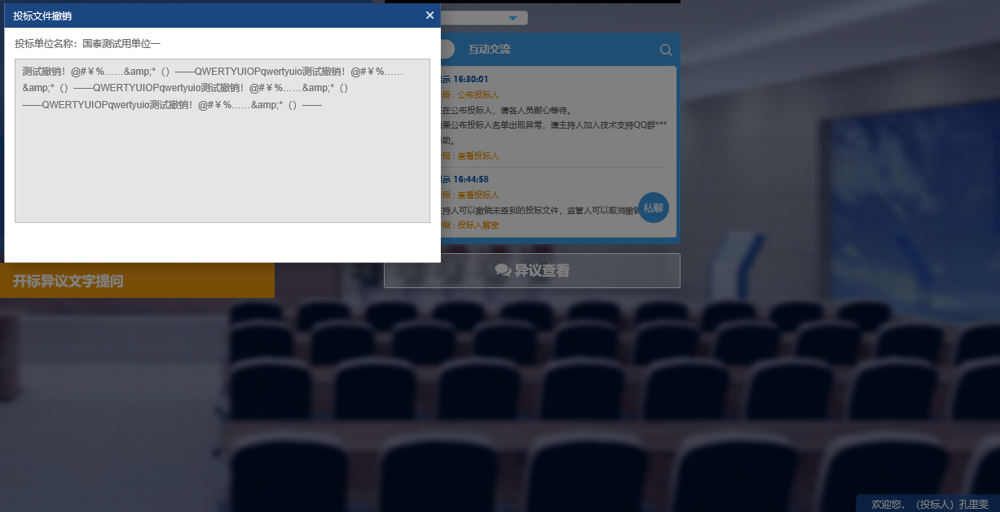 投标文件撤销
投标单位名称：国泰测试用单位一
测试撤销！@#￥%……&amp;*（）——QWERTYUIOPqwertyuio测试撤销！@#￥%……
&amp;*（）——QWERTYUIOPqwertyuio测试撤销！@#￥%……&amp;*（）
——QWERTYUIOPqwertyuio测试撤销！@#￥%……&amp;*（）——
互动交流
示 16:30:01
段 : 公布投标人
在公布投标人，请各人员耐心等待。
果公布投标人名单出现异常，请主持人加入技术支持QQ群***
助。
段 : 查看投标人
示 16:44:58
段 : 查看投标人
持人可以撤销未签到的投标文件，监管人可以取消撤销
私聊
段 : 投标人解密
异议查看
开标异议文字提问
欢迎您，（投标人）孔里雯